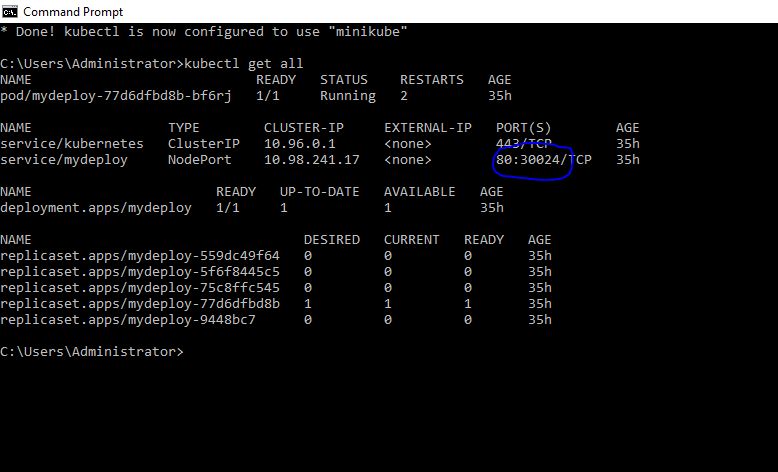 Command Prompt
* Done! kubectl is now configured to use "minikube"
C:\Users\Administrator>kubectl get all
NAME READY STATUS RESTARTS AGE
pod/mydeploy-77d6dfbd8b-bf6rj 1/1 Running 2 35h
NAME TYPE CLUSTER-IP EXTERNAL-IP PORT(S) AGE
service/kubernetes ClusterIP 10.96.0.1 <none> 443/TCP 35h
service/mydeploy NodePort 10.98.241.17 <none> 80:30024/TCP 35h
NAME READY UP-TO-DATE AVAILABLE AGE
deployment.apps/mydeploy 1/1 1 1 35h
NAME DESIRED CURRENT READY AGE
replicaset.apps/mydeploy-559dc49f64 0 0 0 35h
replicaset.apps/mydeploy-5f6f8445c5 0 0 0 35h
replicaset.apps/mydeploy-75c8ffc545 0 0 0 35h
replicaset.apps/mydeploy-77d6dfbd8b 1 1 1 35h
replicaset.apps/mydeploy-9448bc7 0 0 0 35h
C:\Users\Administrator>